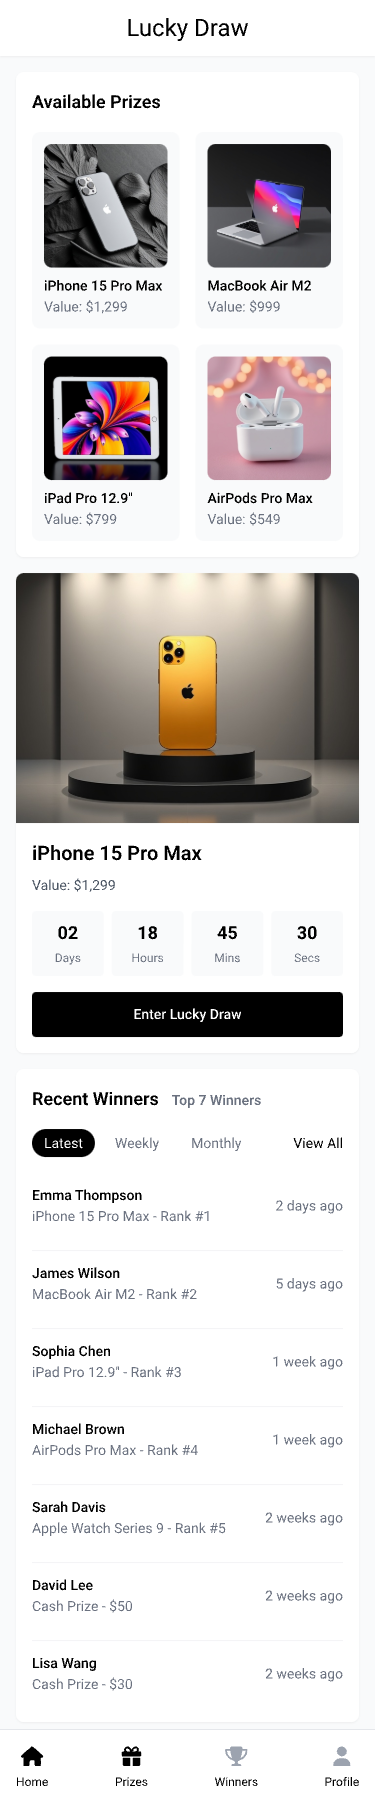 Lucky Draw
Available Prizes
iPhone 15 Pro Max
Value: $1,299
MacBook Air M2
Value: $999
iPad Pro 12.9"
Value: $799
AirPods Pro Max
Value: $549
iPhone 15 Pro Max
Value: $1,299
02
Days
18
Hours
45
Mins
30
Secs
Enter Lucky Draw
Recent Winners Top 7 Winners
Latest Weekly Monthly View All
Emma Thompson
iPhone 15 Pro Max - Rank #1
2 days ago
James Wilson
MacBook Air M2 - Rank #2
5 days ago
Sophia Chen
iPad Pro 12.9" - Rank #3
1 week ago
Michael Brown
AirPods Pro Max - Rank #4
1 week ago
Sarah Davis
Apple Watch Series 9 - Rank #5
2 weeks ago
David Lee
Cash Prize - $50
2 weeks ago
Lisa Wang
Cash Prize - $30
2 weeks ago
Home Prizes Winners Profile